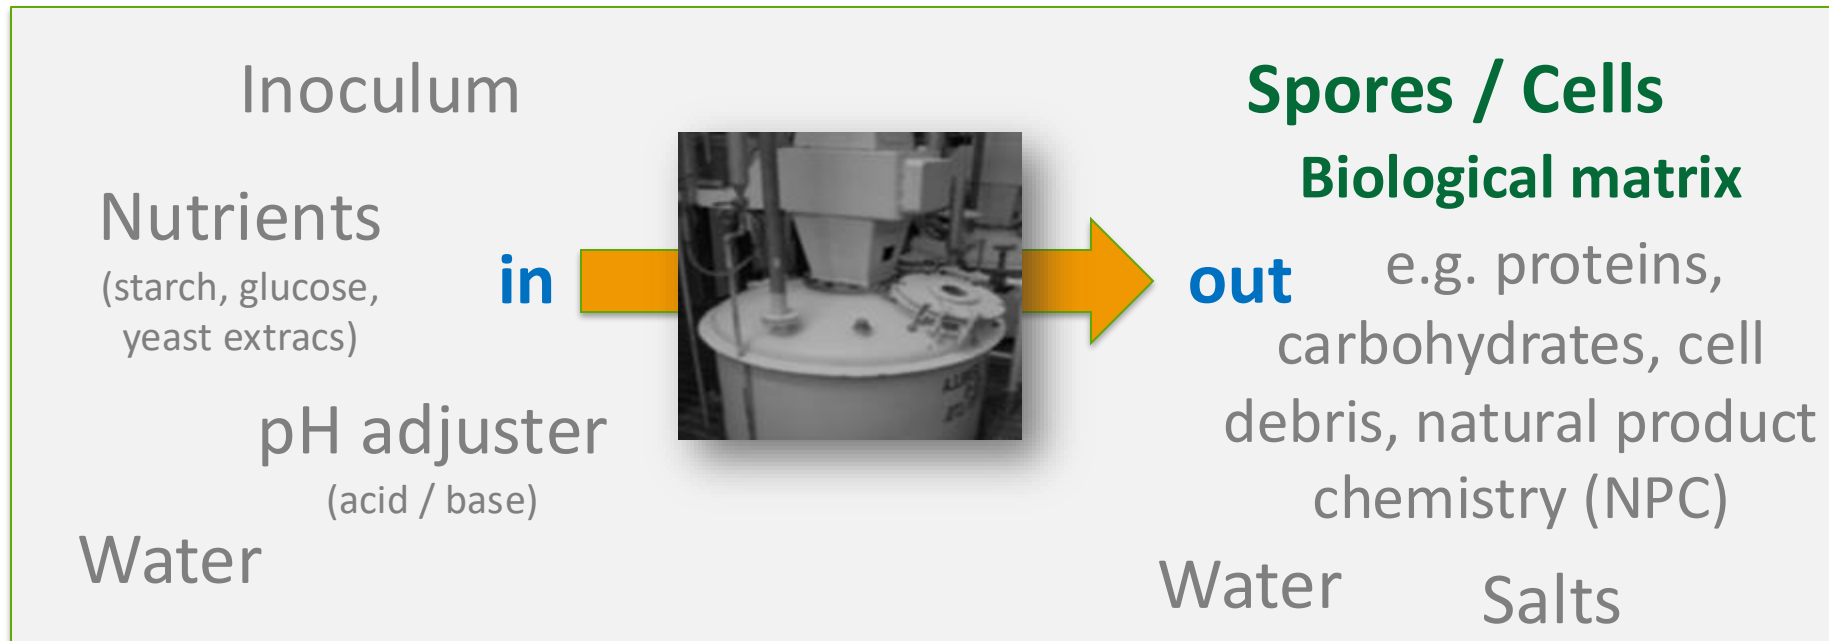 Inoculum
Nutrients
(starch, glucose,
yeast extracs)
in
pH adjuster
(acid / base)
Water
Spores / Cells
Biological matrix
out
e.g. proteins,
carbohydrates, cell
debris, natural product
chemistry (NPC)
Water
Salts